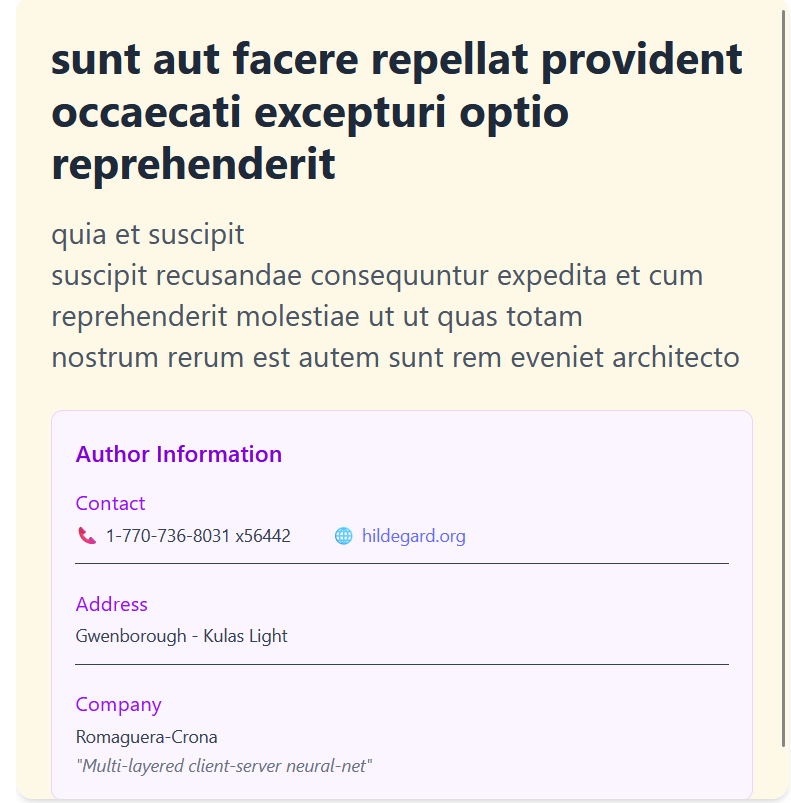 sunt aut facere repellat provident
occaecati excepturi optio
reprehenderit
quia et suscipit
suscipit recusandae consequuntur expedita et cum
reprehenderit molestiae ut ut quas totam
nostrum rerum est autem sunt rem eveniet architecto
Author Information
Contact
1-770-736-8031 x56442 hildegard.org
Address
Gwenborough - Kulas Light
Company
Romaguera-Crona
"Multi-layered client-server neural-net"